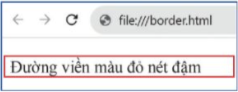 file:///border.html
Đường viền màu đỏ nét đậm